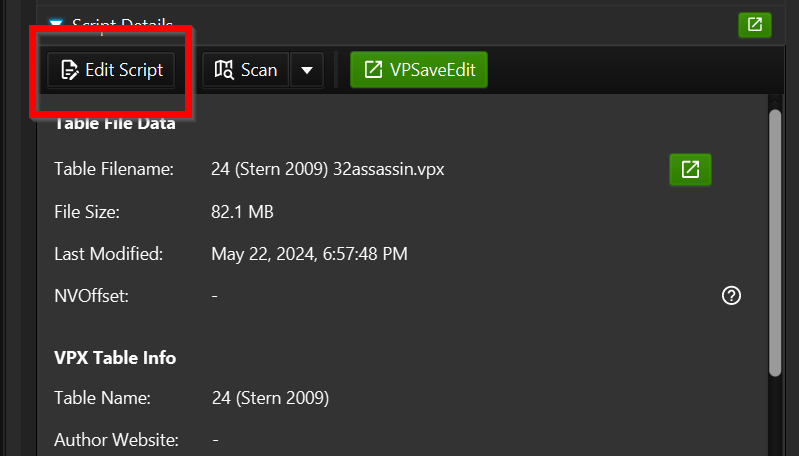 Script Details
Edit Script Scan VPSaveEdit
Table File Data
Table Filename: 24 (Stern 2009) 32assassin.vpx
File Size: 82.1 MB
Last Modified: May 22, 2024, 6:57:48 PM
NVOffset: -
VPX Table Info
Table Name: 24 (Stern 2009)
Author Website: -